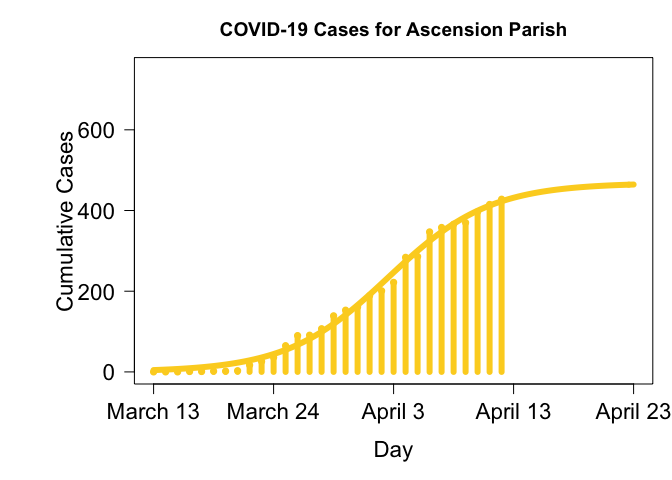 COVID-19 Cases for Ascension Parish
Cumulative Cases
600
400
200
0
March 13 March 24 April 3 April 13 April 23
Day